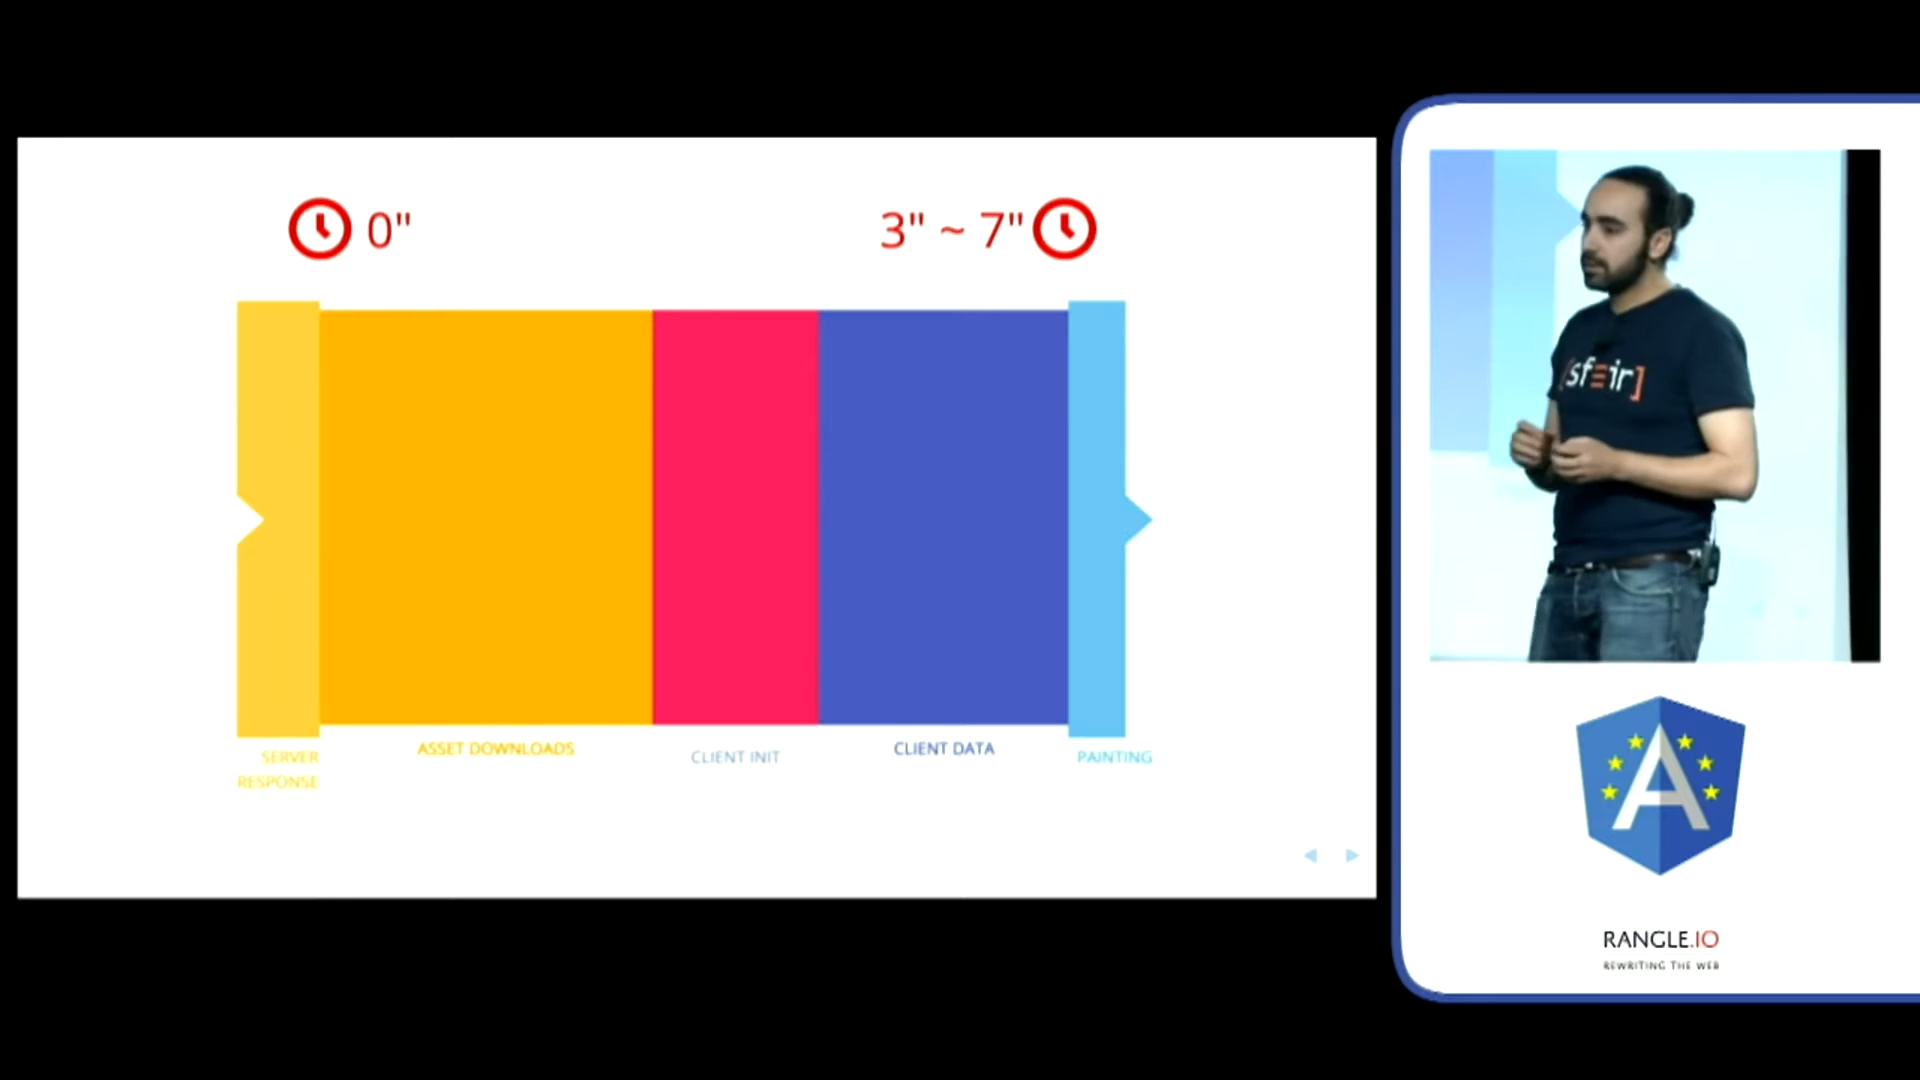 0"
3" ~ 7"
SERVER
RESPONSE
ASSET DOWNLOADS
CLIENT INIT
CLIENT DATA
PAINTING
[sfeir]
A
RANGLE.IO
REWRITING THE WEB